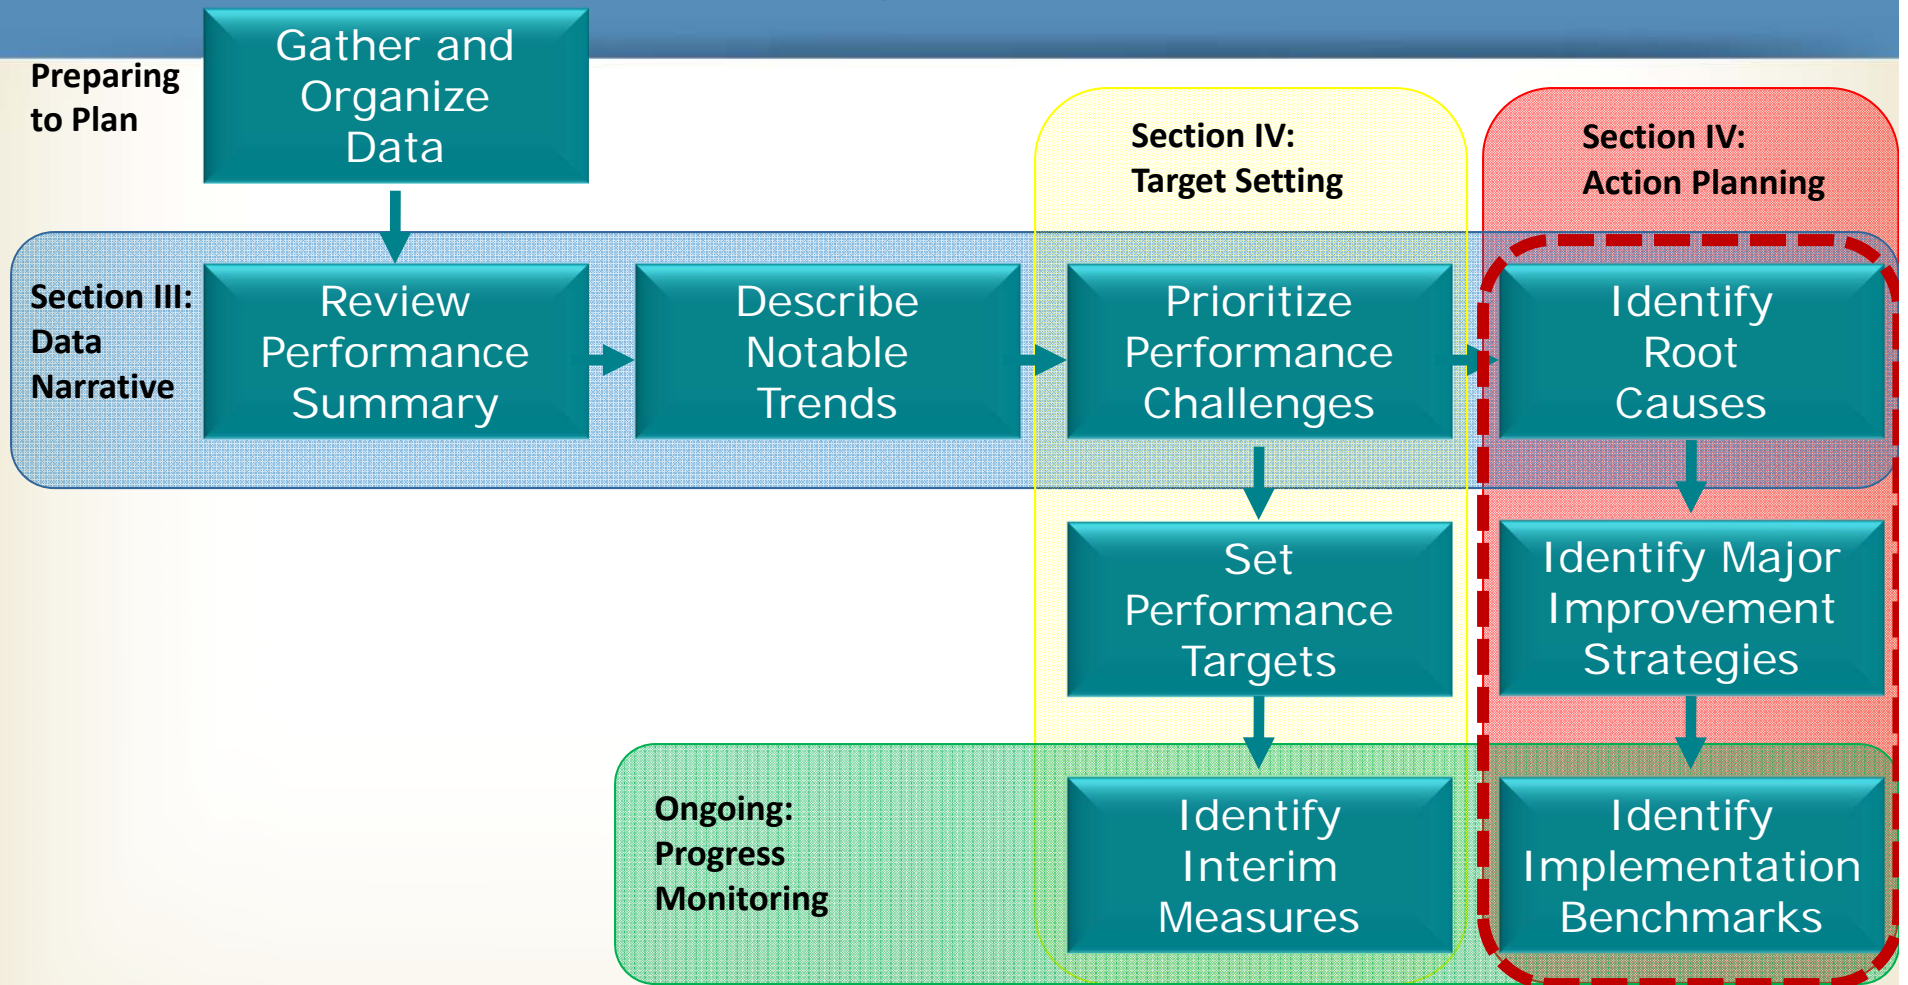 Preparing
to Plan
Gather and
Organize
Data
Section IV:
Target Setting
Section IV:
Action Planning
Section III:
Data
Narrative
Review
Performance
Summary
Describe
Notable
Trends
Prioritize
Performance
Challenges
Identify
Root
Causes
Set
Performance
Targets
Identify Major
Improvement
Strategies
Ongoing:
Progress
Monitoring
Identify
Interim
Measures
Identify
Implementation
Benchmarks